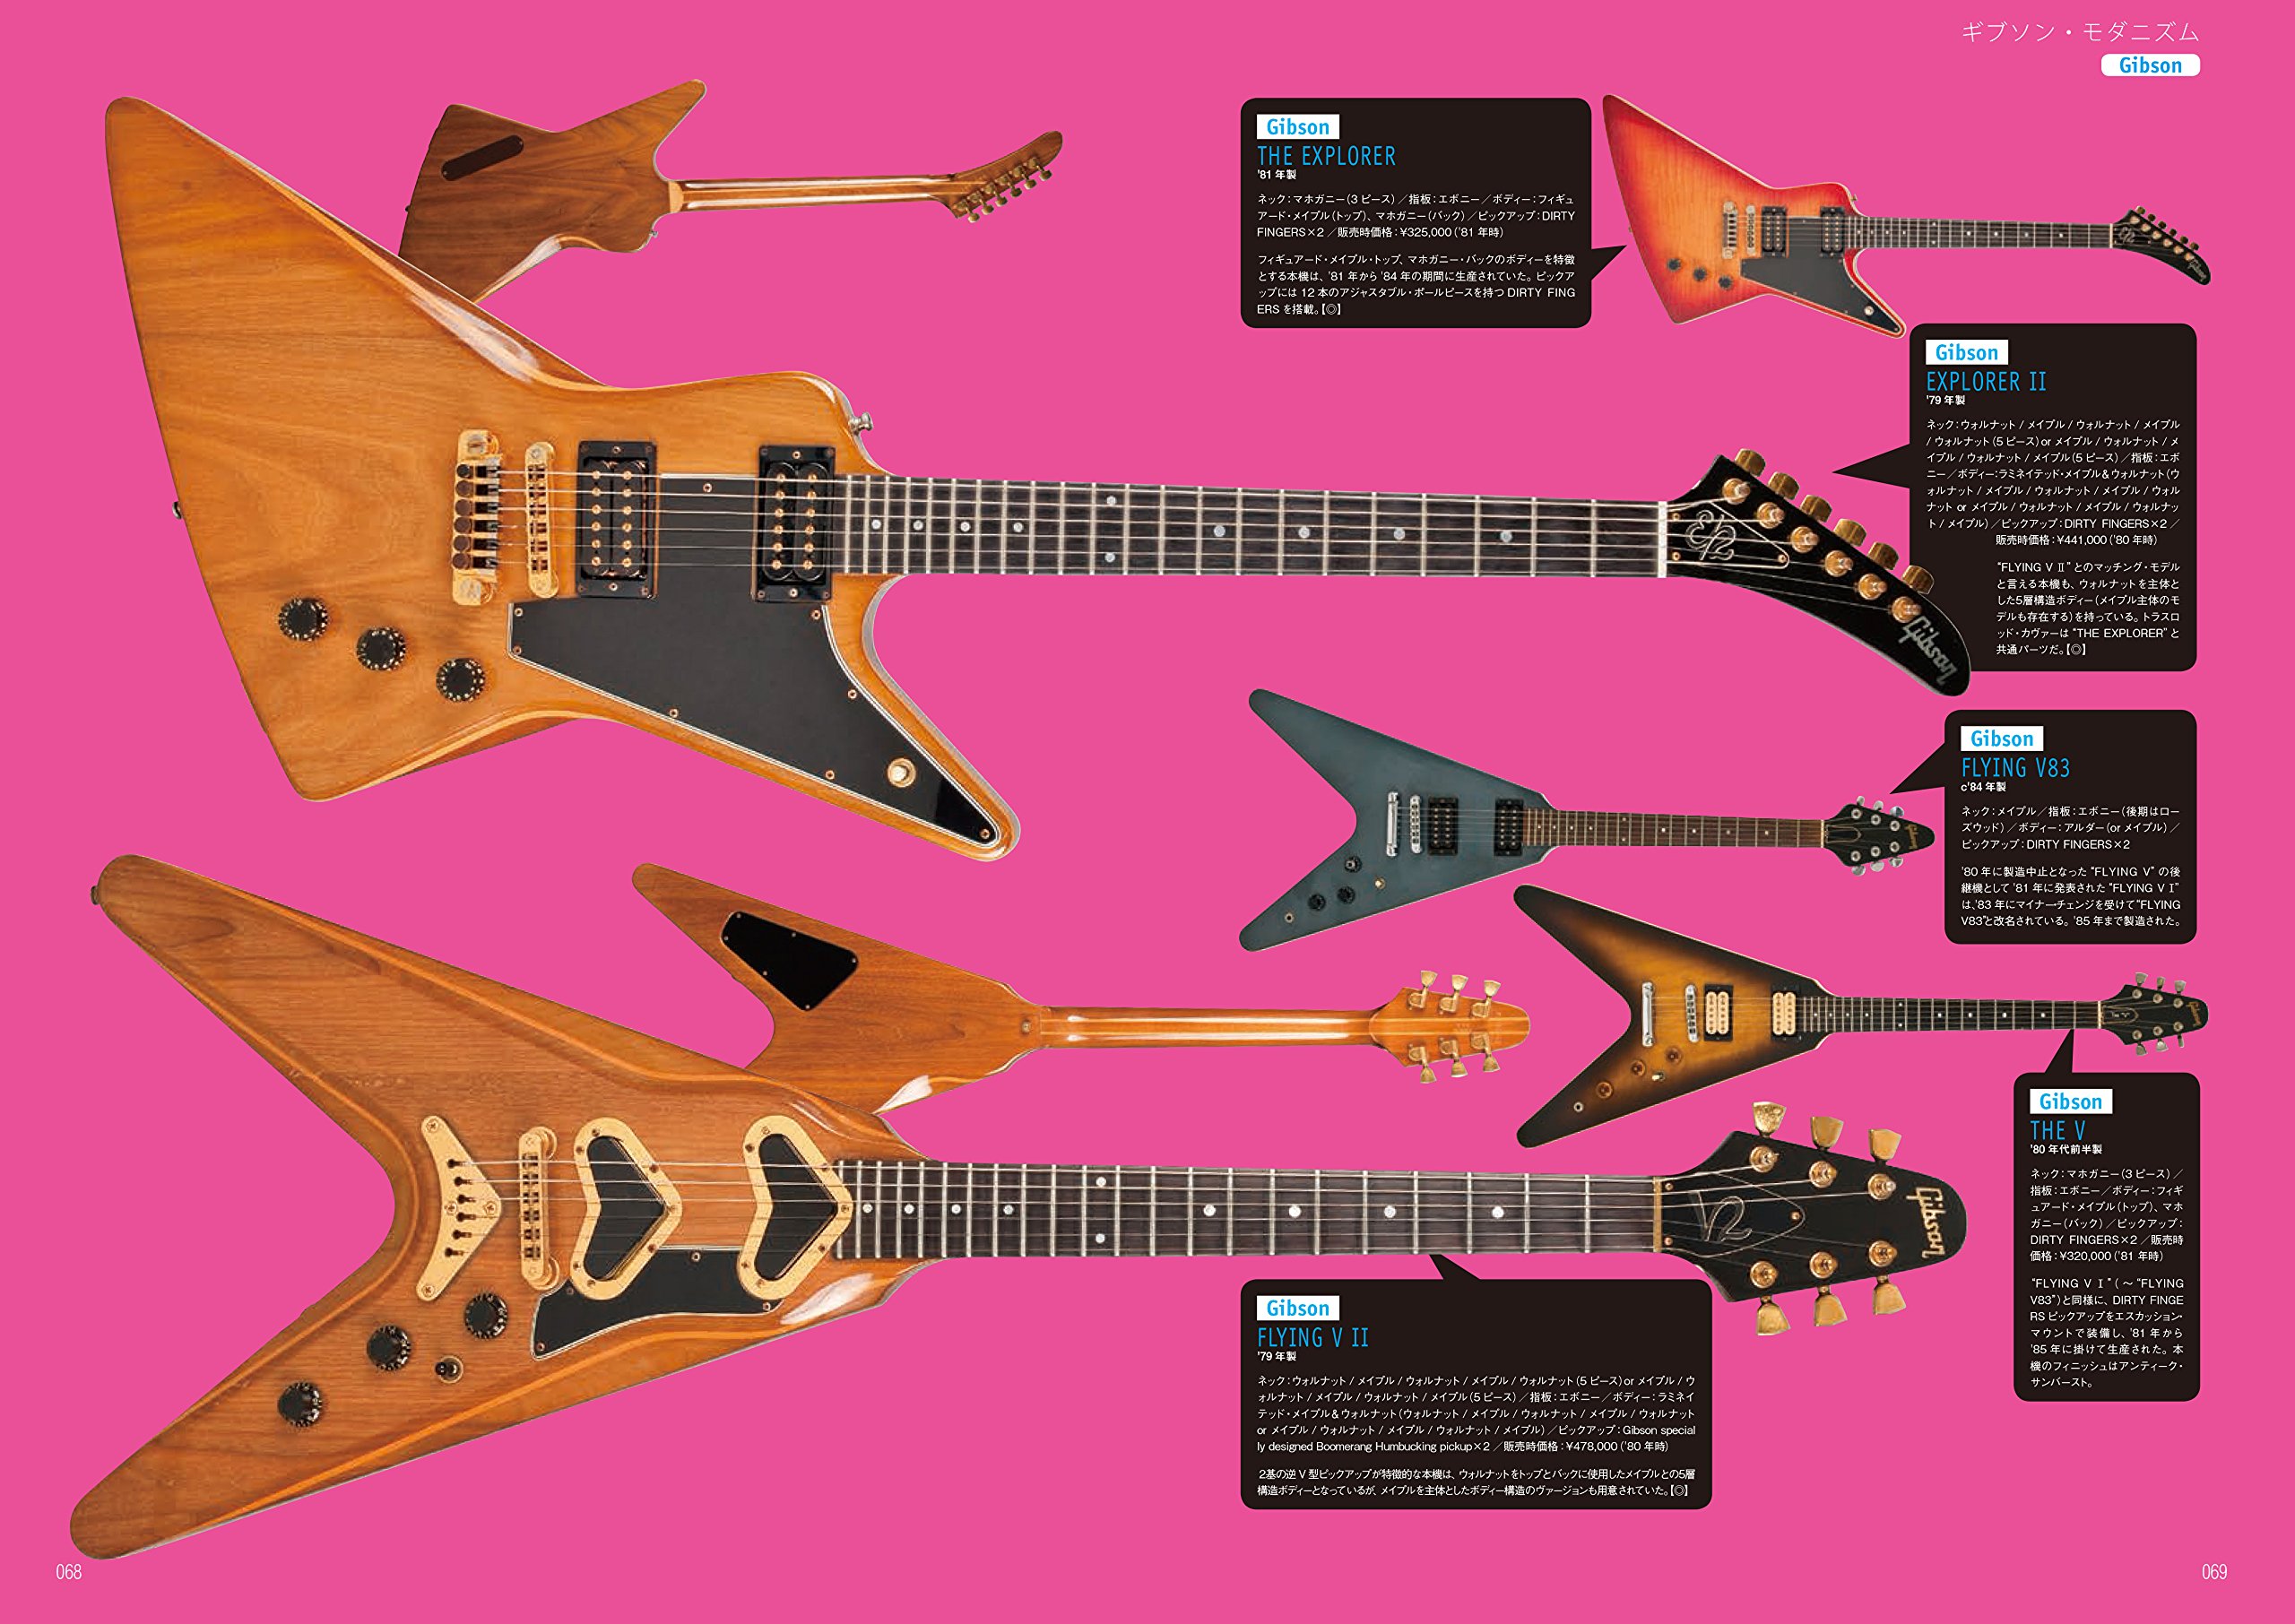 ギブソン・モダニズム
Gibson
Gibson
THE EXPLORER
'81 年製
ネック：マホガニー（3 ピース）／指板：エボニー／ボディー：フィギュ
アード・メイプル（トップ）、マホガニー（バック）／ピックアップ：DIRTY
FINGERS×2 ／販売時価格：¥325,000（'81 年時）
フィギュアード・メイプル・トップ、マホガニー・バックのボディーを特徴
とする本機は、'81 年から '84 年の期間に生産されていた。ピックア
ップには 12 本のアジャスタブル・ポールピースを持つ DIRTY FING
ERS を搭載。【◎】
Gibson
EXPLORER II
'79 年製
ネック：ウォルナット / メイプル / ウォルナット / メイプル
/ ウォルナット（5 ピース）or メイプル / ウォルナット / メ
イプル / ウォルナット / メイプル（5 ピース）／指板：エボ
ニー／ボディー：ラミネイテッド・メイプル＆ウォルナット（ウ
ォルナット / メイプル / ウォルナット / メイプル / ウォル
ナット or メイプル / ウォルナット / メイプル / ウォルナッ
ト / メイプル）／ピックアップ：DIRTY FINGERS×2 ／
販売時価格：¥441,000（'80 年時）
"FLYING V II" とのマッチング・モデル
と言える本機も、ウォルナットを主体と
した5層構造ボディー（メイプル主体のモ
デルも存在する）を持っている。トラスロ
ッド・カヴァーは "THE EXPLORER" と
共通パーツだ。【◎】
Gibson
Gibson
FLYING V83
c'84 年製
ネック：メイプル／指板：エボニー（後期はロー
ズウッド）／ボディー：アルダー（or メイプル）／
ピックアップ：DIRTY FINGERS×2
'80 年に製造中止となった "FLYING V" の後
継機として '81 年に発表された "FLYING V I"
は、'83 年にマイナーチェンジを受けて"FLYING
V83"と改名されている。'85 年まで製造された。
Gibson
THE V
'80 年代前半製
ネック：マホガニー（3 ピース）／
指板：エボニー／ボディー：フィギ
ュアード・メイプル（トップ）、マホ
ガニー（バック）／ピックアップ：
DIRTY FINGERS×2 ／販売時
価格：¥320,000（'81 年時）
"FLYING V I"（～ "FLYING
V83"）と同様に、DIRTY FINGE
RS ピックアップをエスカッション・
マウントで装備し、'81 年から
'85 年に掛けて生産された。本
機のフィニッシュはアンティーク・
サンバースト。
Gibson
Gibson
FLYING V II
'79 年製
ネック：ウォルナット / メイプル / ウォルナット / メイプル / ウォルナット（5 ピース）or メイプル / ウ
ォルナット / メイプル / ウォルナット / メイプル（5 ピース）／指板：エボニー／ボディー：ラミネイ
テッド・メイプル＆ウォルナット（ウォルナット / メイプル / ウォルナット / メイプル / ウォルナット
or メイプル / ウォルナット / メイプル / ウォルナット / メイプル）／ピックアップ：Gibson special
ly designed Boomerang Humbucking pickup×2 ／販売時価格：¥478,000（'80 年時）
2基の逆 V 型ピックアップが特徴的な本機は、ウォルナットをトップとバックに使用したメイプルとの5層
構造ボディーとなっているが、メイプルを主体としたボディー構造のヴァージョンも用意されていた。【◎】
068
069